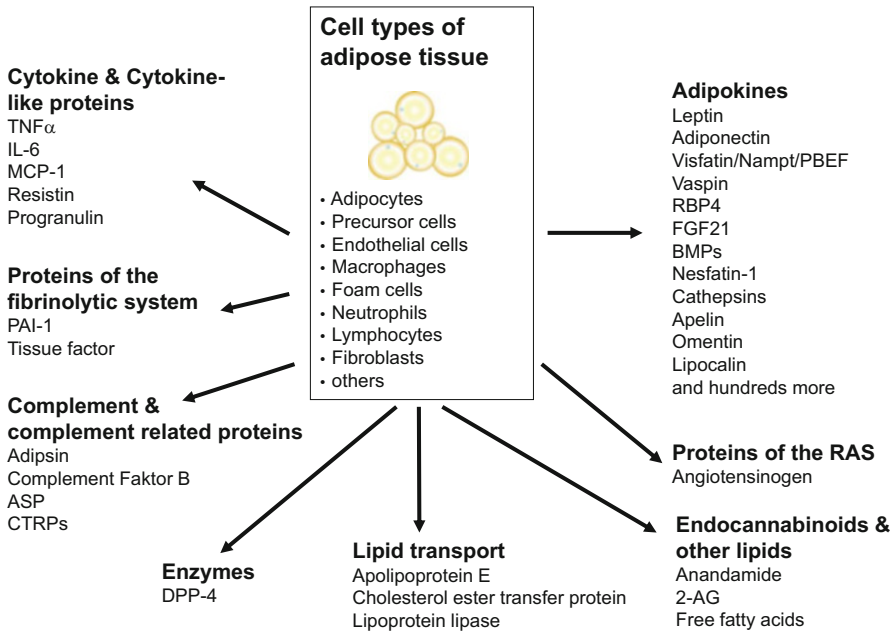 Cell types of
adipose tissue
• Adipocytes
• Precursor cells
• Endothelial cells
• Macrophages
• Foam cells
• Neutrophils
• Lymphocytes
• Fibroblasts
• others
Cytokine & Cytokine-
like proteins
TNFα
IL-6
MCP-1
Resistin
Progranulin
Proteins of the
fibrinolytic system
PAI-1
Tissue factor
Complement &
complement related proteins
Adipsin
Complement Faktor B
ASP
CTRPs
Enzymes
DPP-4
Lipid transport
Apolipoprotein E
Cholesterol ester transfer protein
Lipoprotein lipase
Adipokines
Leptin
Adiponectin
Visfatin/Nampt/PBEF
Vaspin
RBP4
FGF21
BMPs
Nesfatin-1
Cathepsins
Apelin
Omentin
Lipocalin
and hundreds more
Proteins of the RAS
Angiotensinogen
Endocannabinoids &
other lipids
Anandamide
2-AG
Free fatty acids